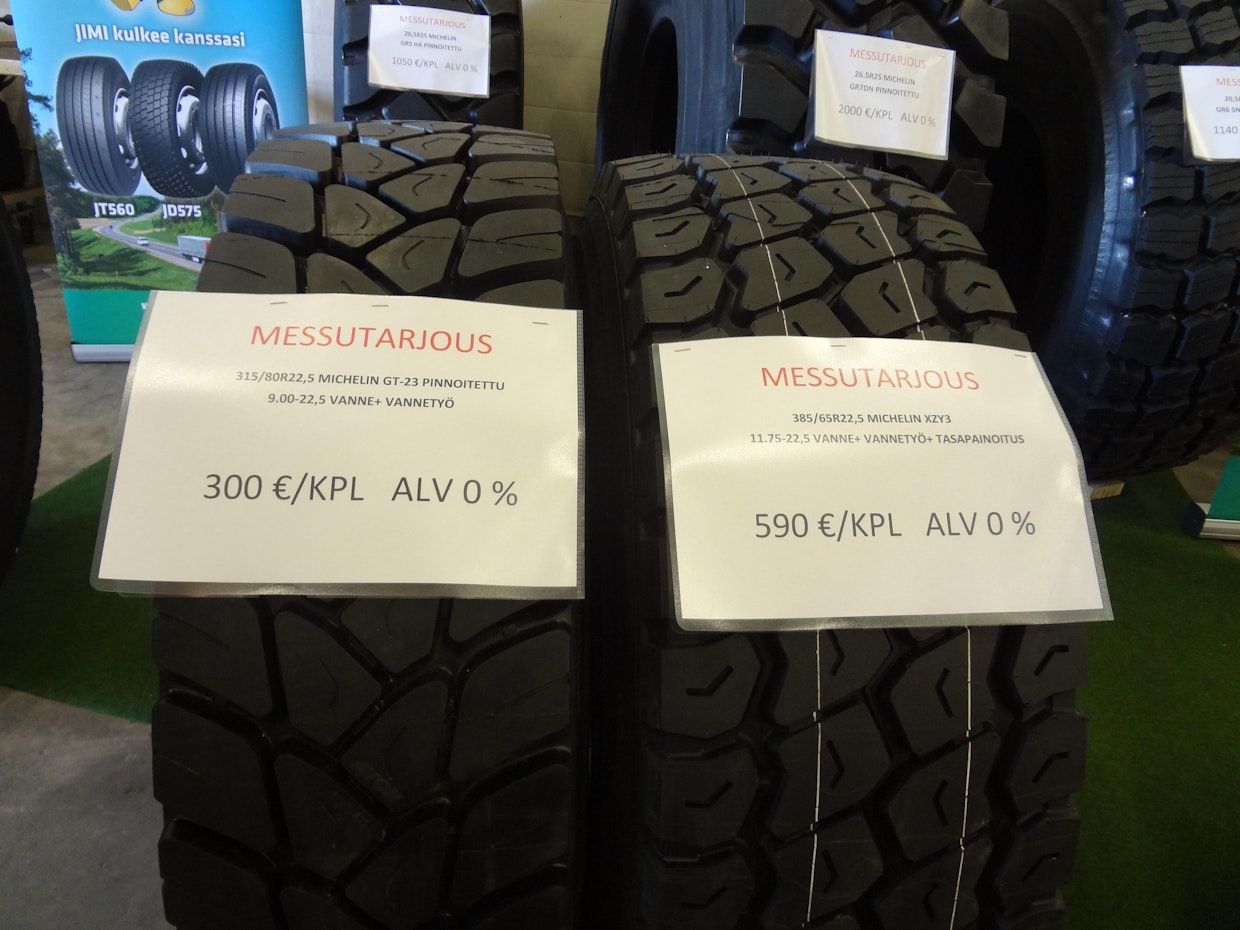 JIMI kulkee kanssasi
JT560 JD575
MESSUTARJOUS
20,5R25 MICHELIN
GR5 HA PINNOITETTU
1050 €/KPL ALV 0 %
MESSUTARJOUS
26.5R25 MICHELIN
GR7DN PINNOITETTU
2000 €/KPL ALV 0 %
GR6
1140
MESSUTARJOUS
315/80R22,5 MICHELIN GT-23 PINNOITETTU
9.00-22,5 VANNE+ VANNETYÖ
300 €/KPL ALV 0 %
MESSUTARJOUS
385/65R22,5 MICHELIN XZY3
11.75-22,5 VANNE+ VANNETYÖ+ TASAPAINOITUS
590 €/KPL ALV 0 %